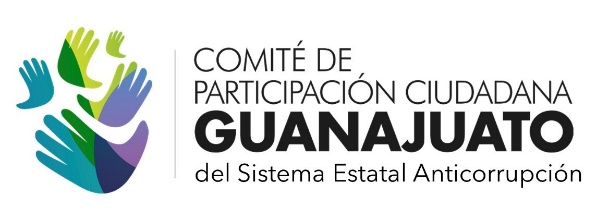 COMITÉ DE
PARTICIPACIÓN CIUDADANA
GUANAJUATO
del Sistema Estatal Anticorrupción